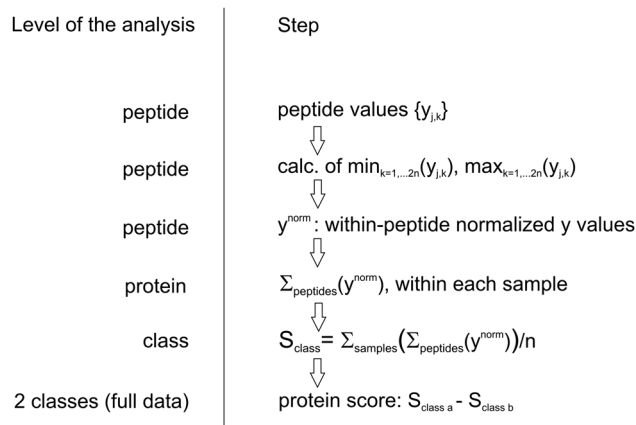 Level of the analysis Step
peptide peptide values {y_j,k}
peptide calc. of min_k=1,...2n(y_j,k), max_k=1,...2n(y_j,k)
peptide y^norm : within-peptide normalized y values
protein Σ_peptides(y^norm), within each sample
class S_class= Σ_samples(Σ_peptides(y^norm))/n
2 classes (full data) protein score: S_class a - S_class b